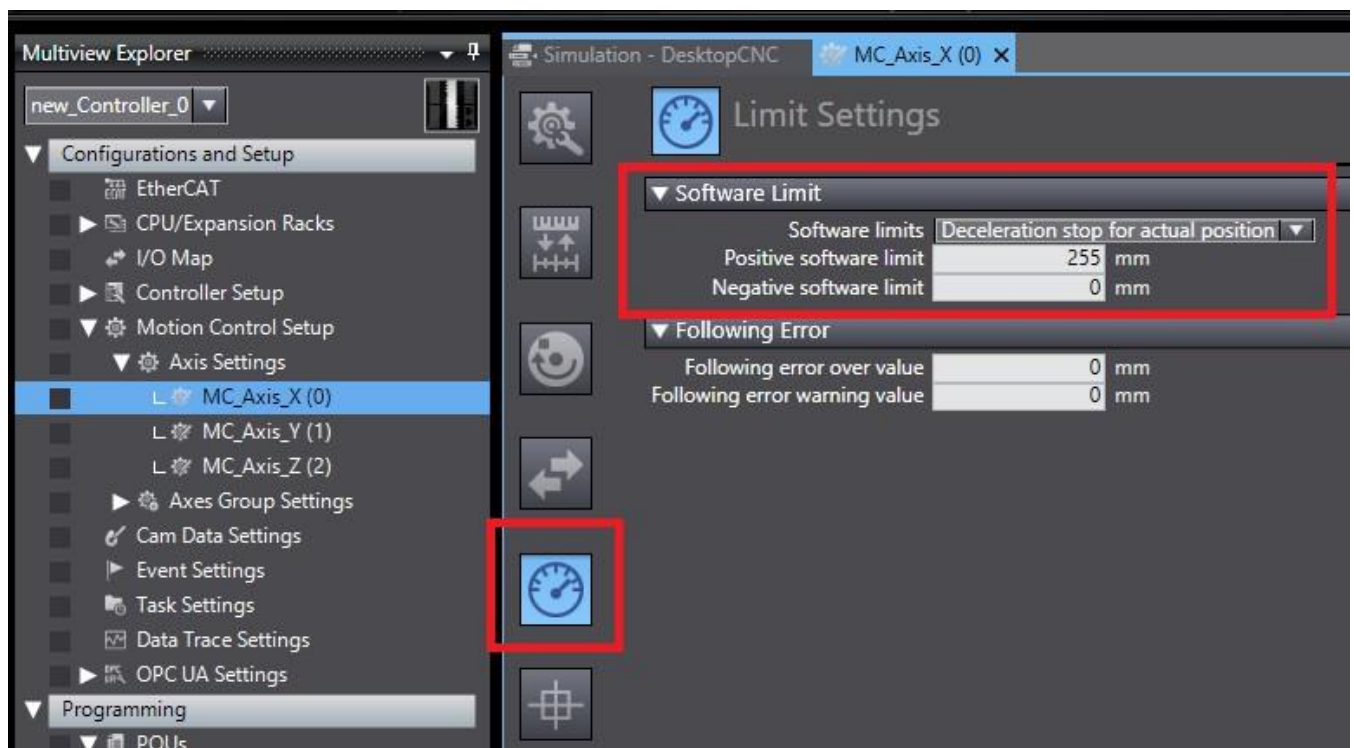 Multiview Explorer
new_Controller_0
Configurations and Setup
EtherCAT
CPU/Expansion Racks
I/O Map
Controller Setup
Motion Control Setup
Axis Settings
MC_Axis_X (0)
MC_Axis_Y (1)
MC_Axis_Z (2)
Axes Group Settings
Cam Data Settings
Event Settings
Task Settings
Data Trace Settings
OPC UA Settings
Programming
POUs
Simulation - DesktopCNC
MC_Axis_X (0)
Limit Settings
Software Limit
Software limits Deceleration stop for actual position
Positive software limit 255 mm
Negative software limit 0 mm
Following Error
Following error over value 0 mm
Following error warning value 0 mm